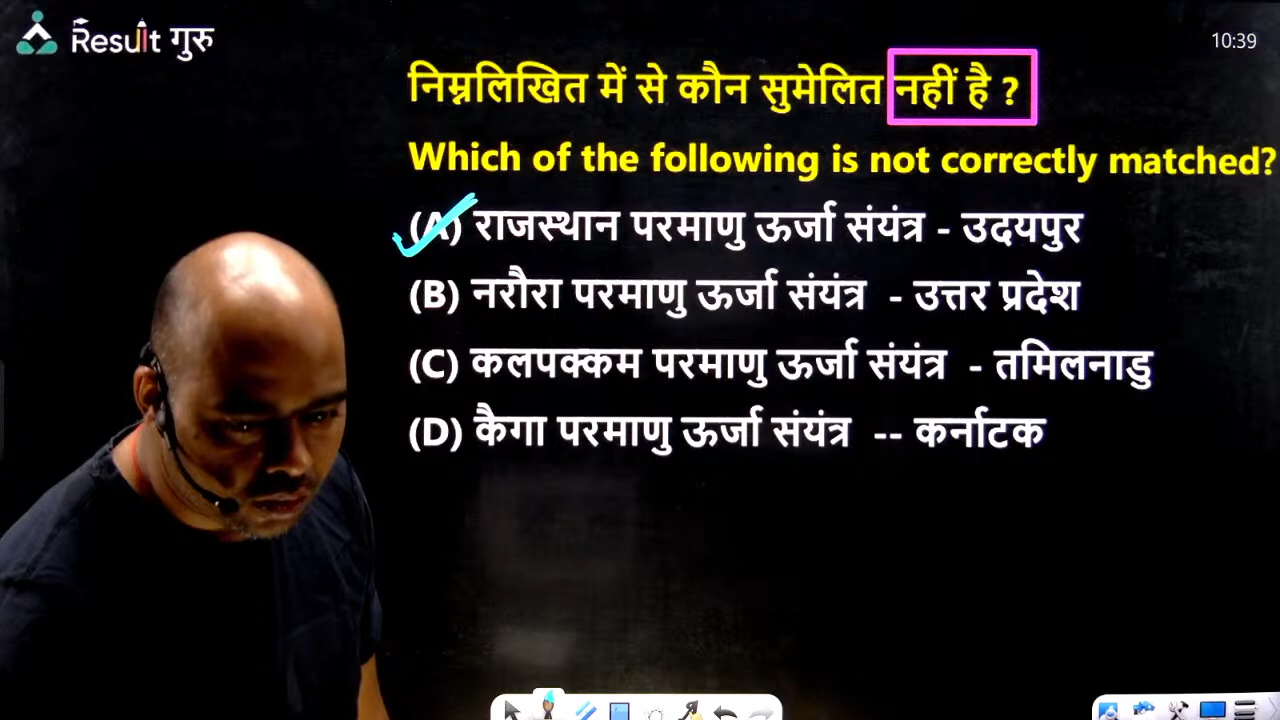 Result गुरु
10:39
निम्नलिखित में से कौन सुमेलित नहीं है ?
Which of the following is not correctly matched?
(A) राजस्थान परमाणु ऊर्जा संयंत्र - उदयपुर
(B) नरौरा परमाणु ऊर्जा संयंत्र - उत्तर प्रदेश
(C) कलपक्कम परमाणु ऊर्जा संयंत्र - तमिलनाडु
(D) कैगा परमाणु ऊर्जा संयंत्र -- कर्नाटक